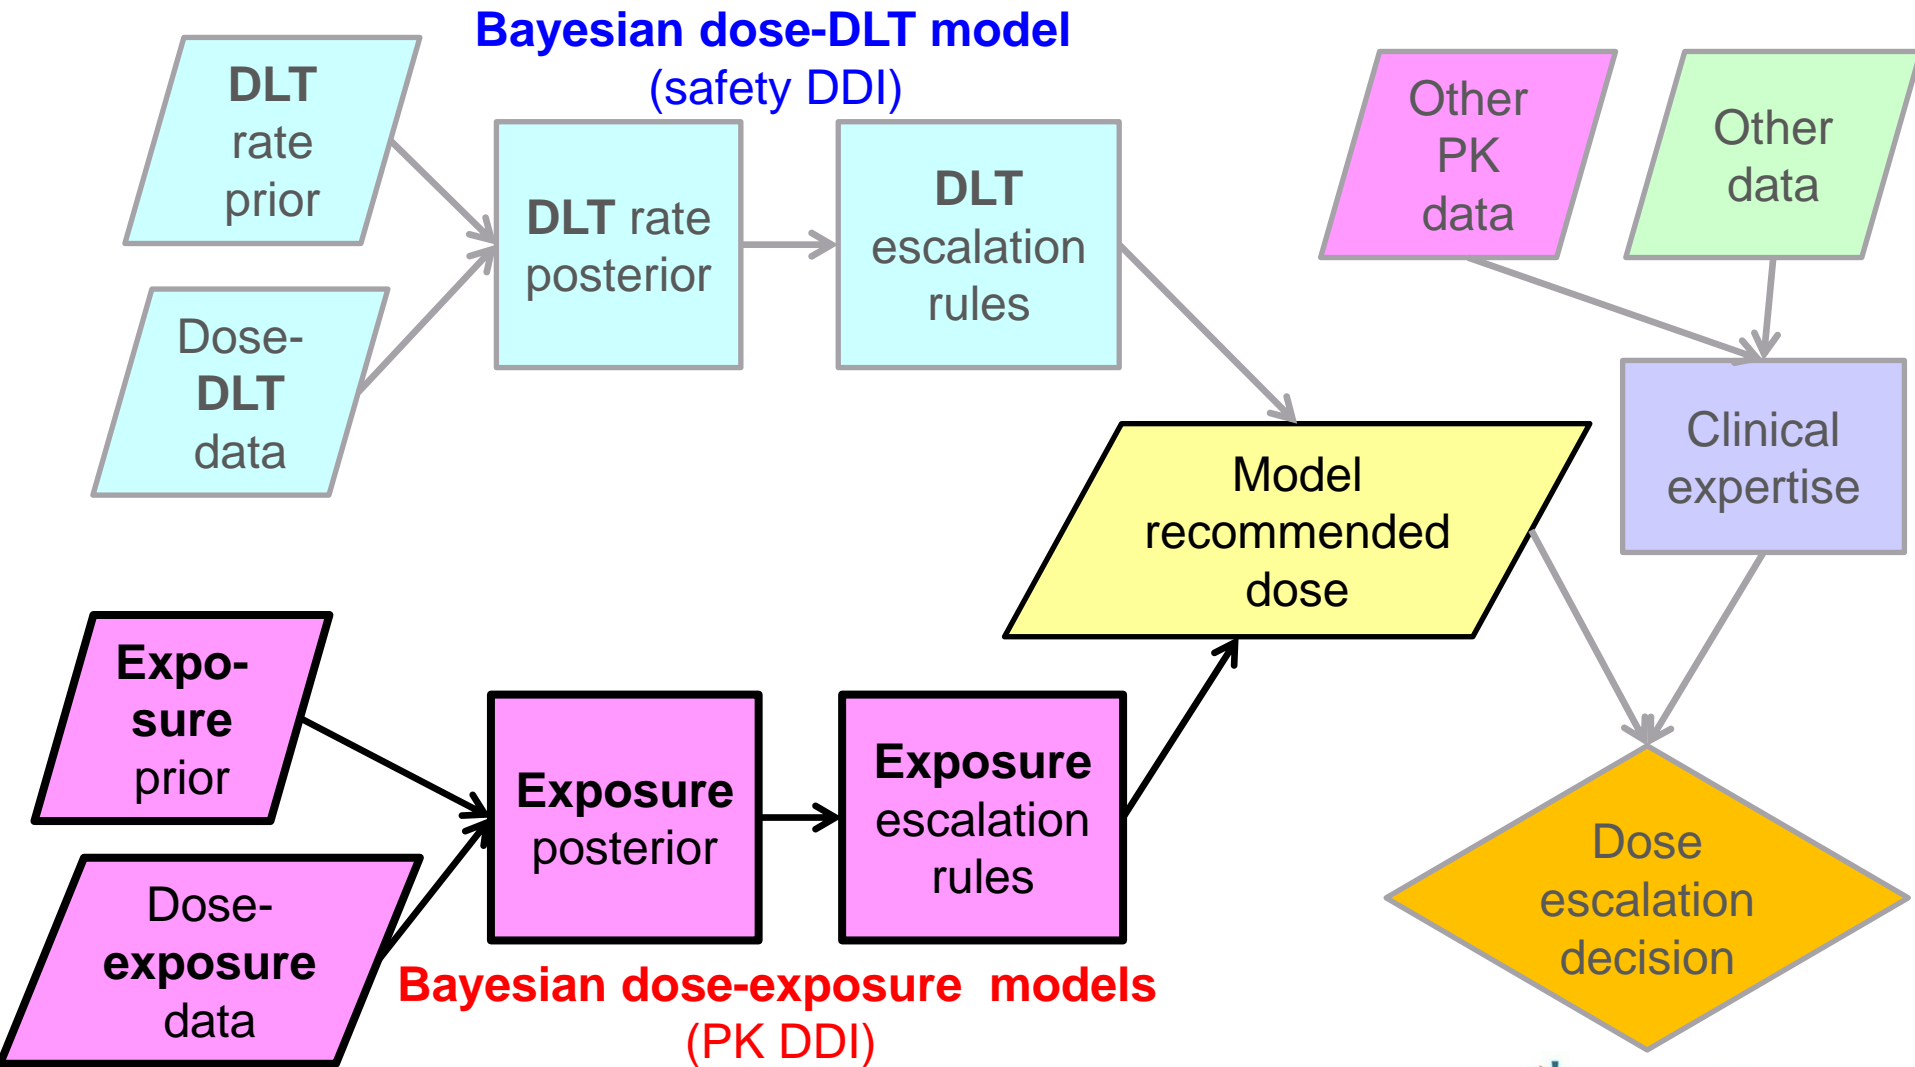 Bayesian dose-DLT model
(safety DDI)
DLT
rate
prior
Dose-
DLT
data
DLT rate
posterior
DLT
escalation
rules
Other
PK
data
Other
data
Clinical
expertise
Model
recommended
dose
Expo-
sure
prior
Dose-
exposure
data
Exposure
posterior
Exposure
escalation
rules
Bayesian dose-exposure models
(PK DDI)
Dose
escalation
decision